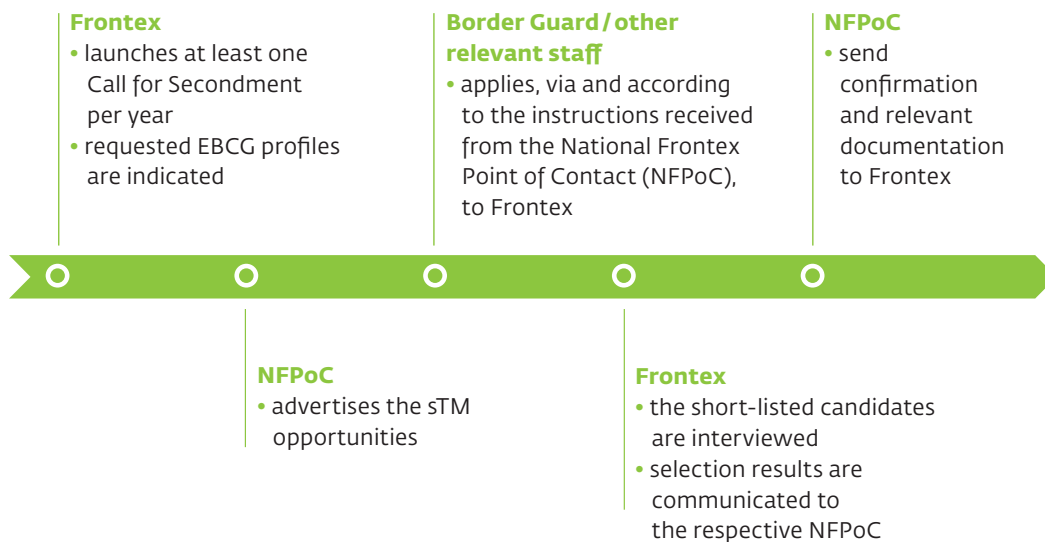 Frontex
• launches at least one
Call for Secondment
per year
• requested EBCG profiles
are indicated
NFPoC
• advertises the sTM
opportunities
Border Guard / other
relevant staff
• applies, via and according
to the instructions received
from the National Frontex
Point of Contact (NFPoC),
to Frontex
Frontex
• the short-listed candidates
are interviewed
• selection results are
communicated to
the respective NFPoC
NFPoC
• send
confirmation
and relevant
documentation
to Frontex